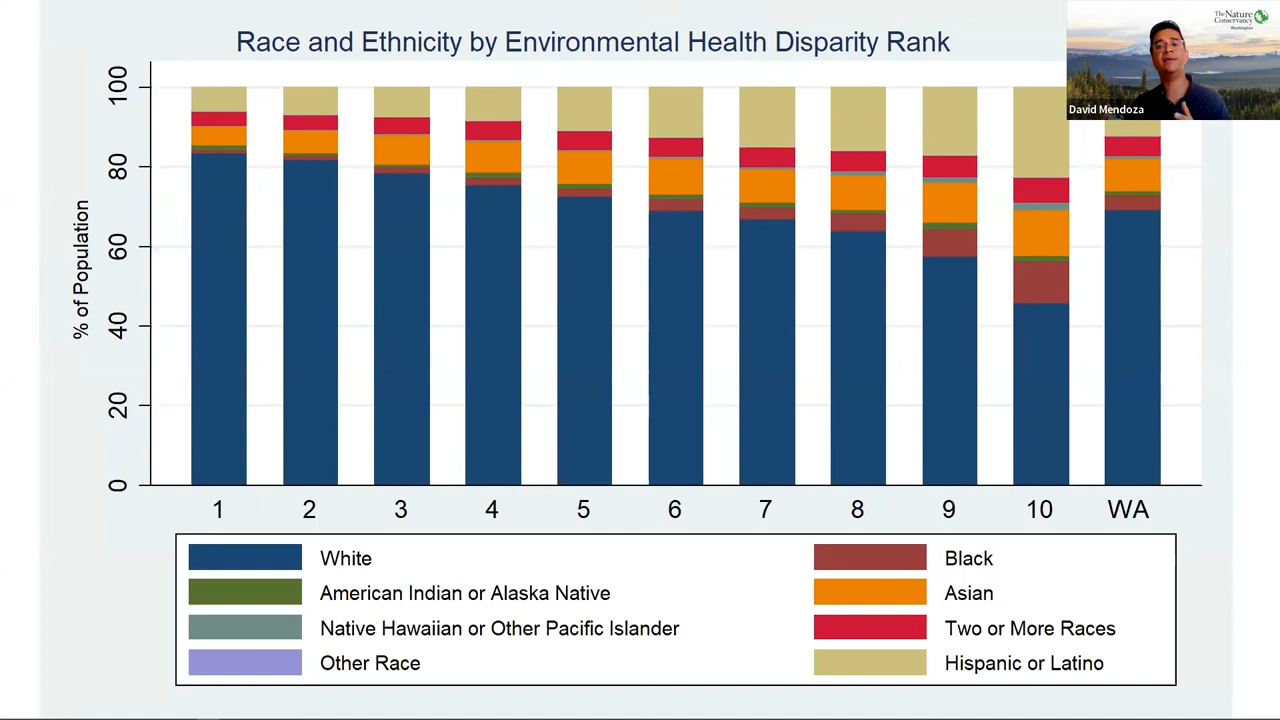 Race and Ethnicity by Environmental Health Disparity Rank
The Nature
Conservancy
Washington
David Mendoza
% of Population
100
80
60
40
20
0
1 2 3 4 5 6 7 8 9 10 WA
White
Black
American Indian or Alaska Native
Asian
Native Hawaiian or Other Pacific Islander
Two or More Races
Other Race
Hispanic or Latino